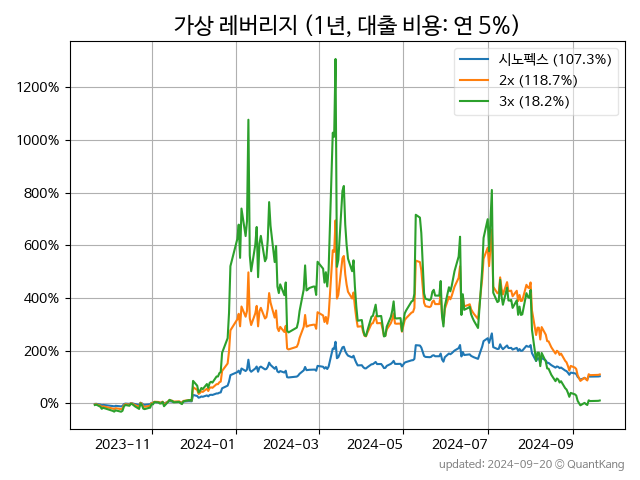 가상 레버리지 (1년, 대출 비용: 연 5%)
시노펙스 (107.3%)
2x (118.7%)
3x (18.2%)
1200%
1000%
800%
600%
400%
200%
0%
2023-11
2024-01
2024-03
2024-05
2024-07
2024-09
updated: 2024-09-20 © QuantKang